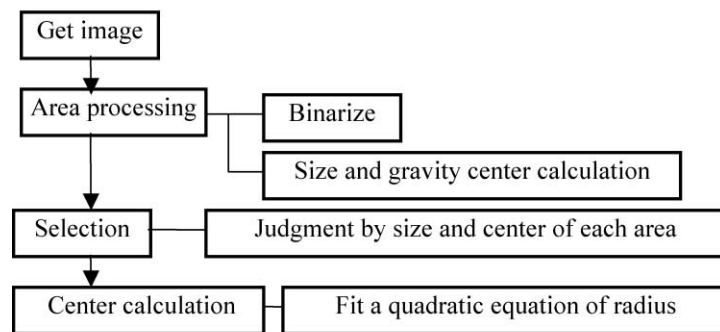 Get image
Area processing
Binarize
Size and gravity center calculation
Selection
Judgment by size and center of each area
Center calculation
Fit a quadratic equation of radius